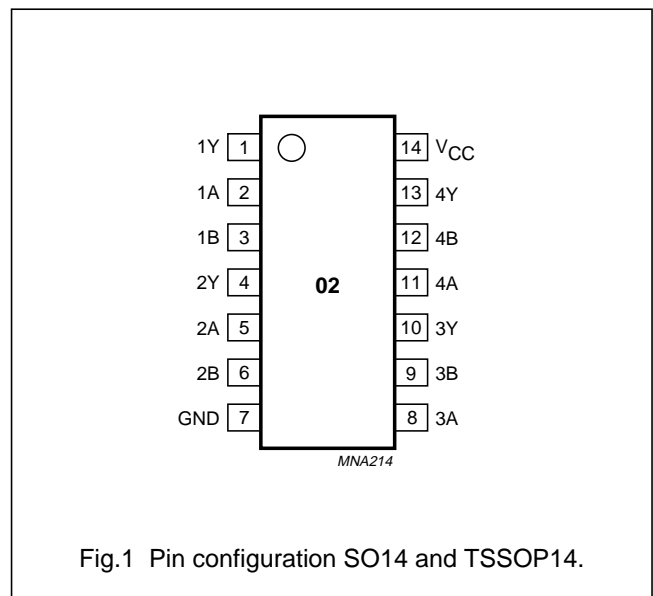 1Y 1 14 VCC
1A 2 13 4Y
1B 3 12 4B
2Y 4 02 11 4A
2A 5 10 3Y
2B 6 9 3B
GND 7 8 3A
MNA214
Fig.1 Pin configuration SO14 and TSSOP14.